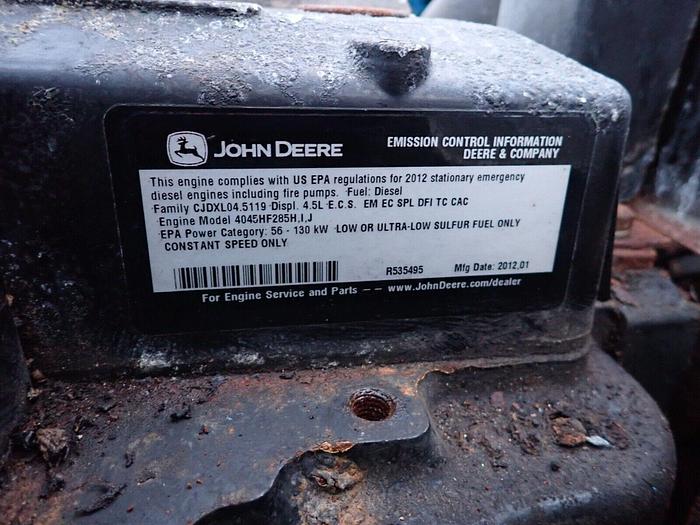 JOHN DEERE
EMISSION CONTROL INFORMATION
DEERE & COMPANY
This engine complies with US EPA regulations for 2012 stationary emergency
diesel engines including fire pumps. Fuel: Diesel
Family CJDXL04.5119 Displ. 4.5L E.C.S. EM EC SPL DFI TC CAC
Engine Model 4045HF285H,I,J
EPA Power Category: 56 - 130 kW LOW OR ULTRA-LOW SULFUR FUEL ONLY
CONSTANT SPEED ONLY
R535495 Mfg Date: 2012,01
For Engine Service and Parts -- www.JohnDeere.com/dealer